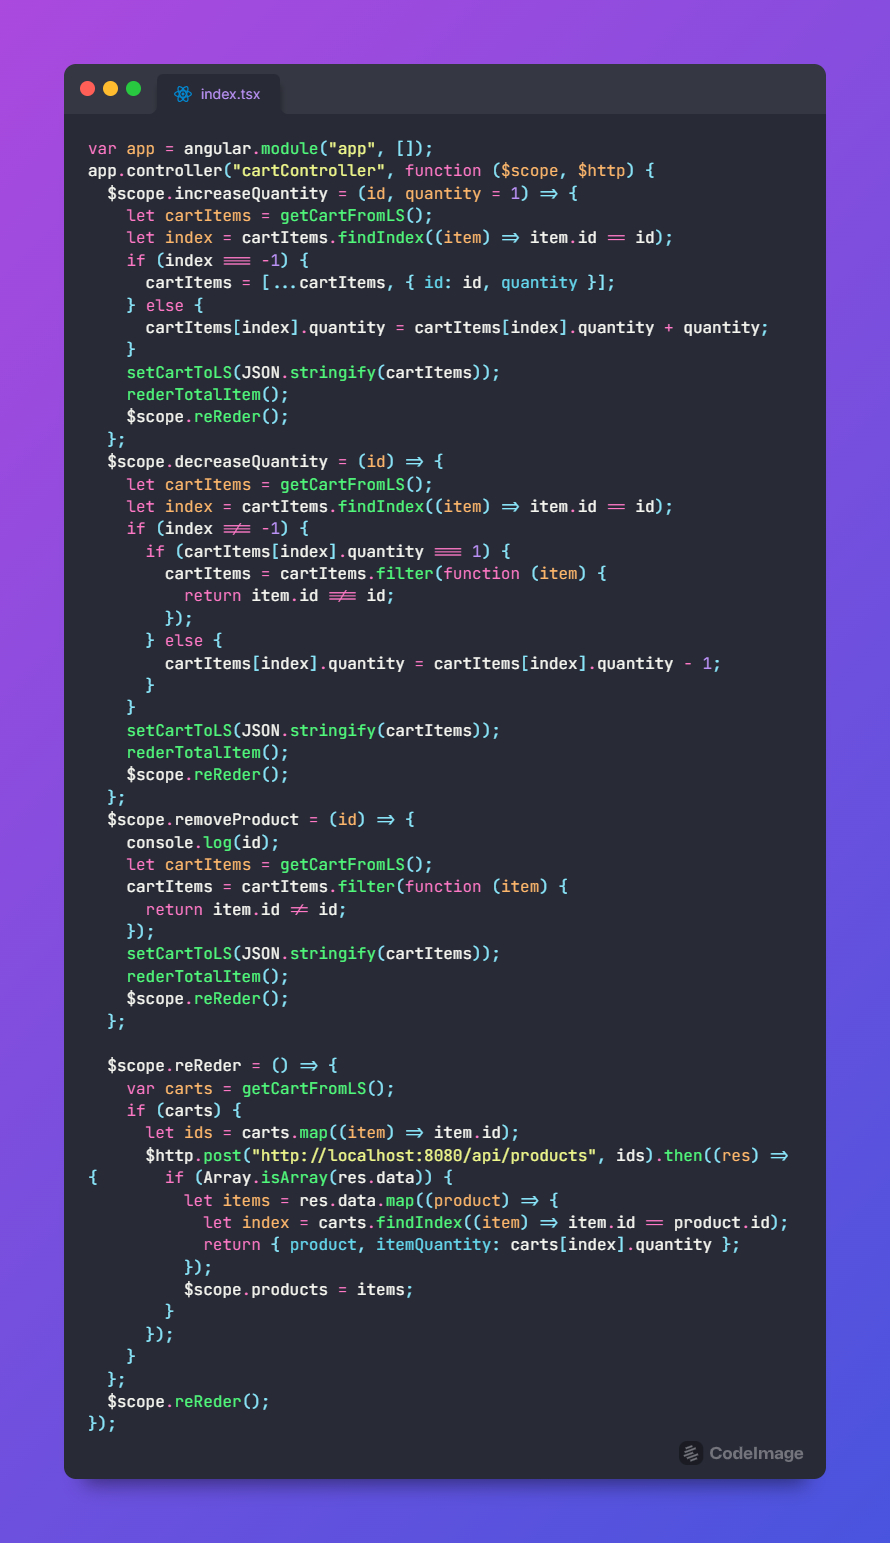 index.tsx
var app = angular.module("app", []);
app.controller("cartController", function ($scope, $http) {
  $scope.increaseQuantity = (id, quantity = 1) => {
    let cartItems = getCartFromLS();
    let index = cartItems.findIndex((item) => item.id == id);
    if (index === -1) {
      cartItems = [...cartItems, { id: id, quantity }];
    } else {
      cartItems[index].quantity = cartItems[index].quantity + quantity;
    }
    setCartToLS(JSON.stringify(cartItems));
    rederTotalItem();
    $scope.reReder();
  };
  $scope.decreaseQuantity = (id) => {
    let cartItems = getCartFromLS();
    let index = cartItems.findIndex((item) => item.id == id);
    if (index !== -1) {
      if (cartItems[index].quantity === 1) {
        cartItems = cartItems.filter(function (item) {
          return item.id !== id;
        });
      } else {
        cartItems[index].quantity = cartItems[index].quantity - 1;
      }
    }
    setCartToLS(JSON.stringify(cartItems));
    rederTotalItem();
    $scope.reReder();
  };
  $scope.removeProduct = (id) => {
    console.log(id);
    let cartItems = getCartFromLS();
    cartItems = cartItems.filter(function (item) {
      return item.id != id;
    });
    setCartToLS(JSON.stringify(cartItems));
    rederTotalItem();
    $scope.reReder();
  };

  $scope.reReder = () => {
    var carts = getCartFromLS();
    if (carts) {
      let ids = carts.map((item) => item.id);
      $http.post("http://localhost:8080/api/products", ids).then((res) =>
{       if (Array.isArray(res.data)) {
          let items = res.data.map((product) => {
            let index = carts.findIndex((item) => item.id == product.id);
            return { product, itemQuantity: carts[index].quantity };
          });
          $scope.products = items;
        }
      });
    }
  };
  $scope.reReder();
});
CodeImage